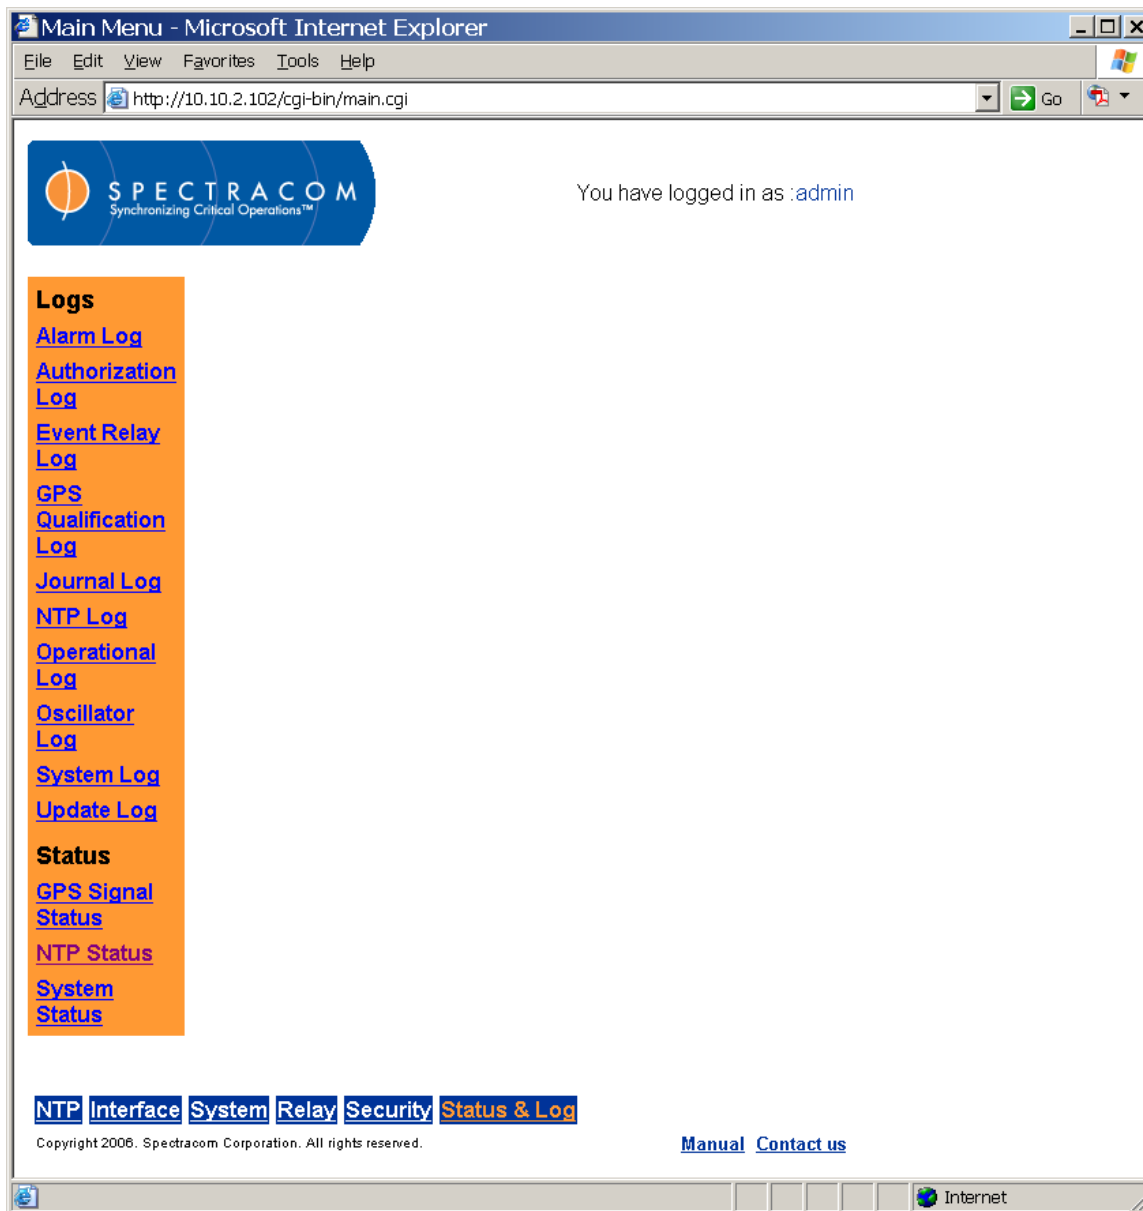 Main Menu - Microsoft Internet Explorer
File Edit View Favorites Tools Help
Address http://10.10.2.102/cgi-bin/main.cgi Go
SPECTRACOM
Synchronizing Critical Operations™
You have logged in as :admin
Logs
Alarm Log
Authorization
Log
Event Relay
Log
GPS
Qualification
Log
Journal Log
NTP Log
Operational
Log
Oscillator
Log
System Log
Update Log
Status
GPS Signal
Status
NTP Status
System
Status
NTP Interface System Relay Security Status & Log
Copyright 2006. Spectracom Corporation. All rights reserved.
Manual Contact us
Internet